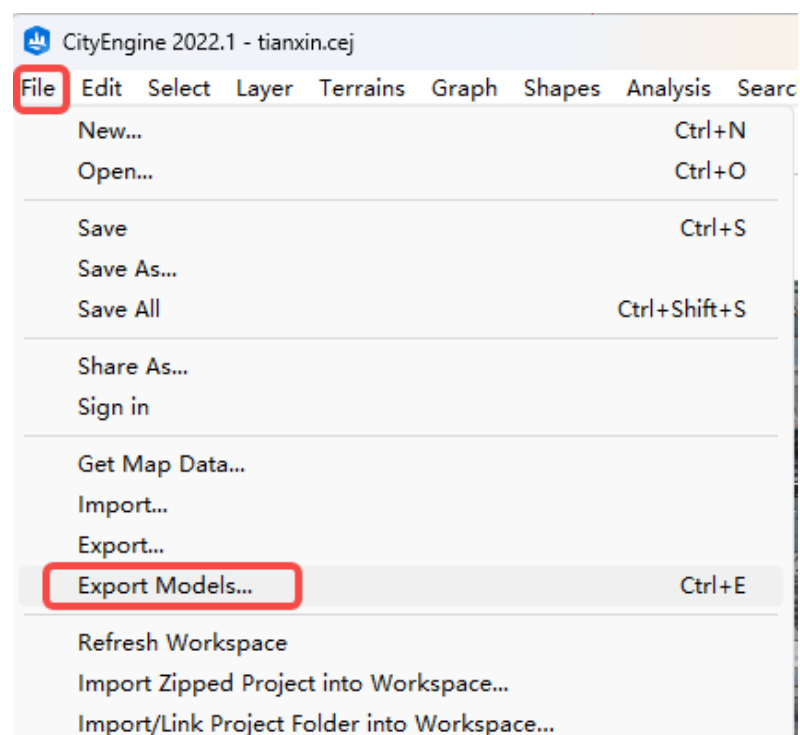 CityEngine 2022.1 - tianxin.cej
File Edit Select Layer Terrains Graph Shapes Analysis Searc
New... Ctrl+N
Open... Ctrl+O
Save Ctrl+S
Save As...
Save All Ctrl+Shift+S
Share As...
Sign in
Get Map Data...
Import...
Export...
Export Models... Ctrl+E
Refresh Workspace
Import Zipped Project into Workspace...
Import/Link Project Folder into Workspace...